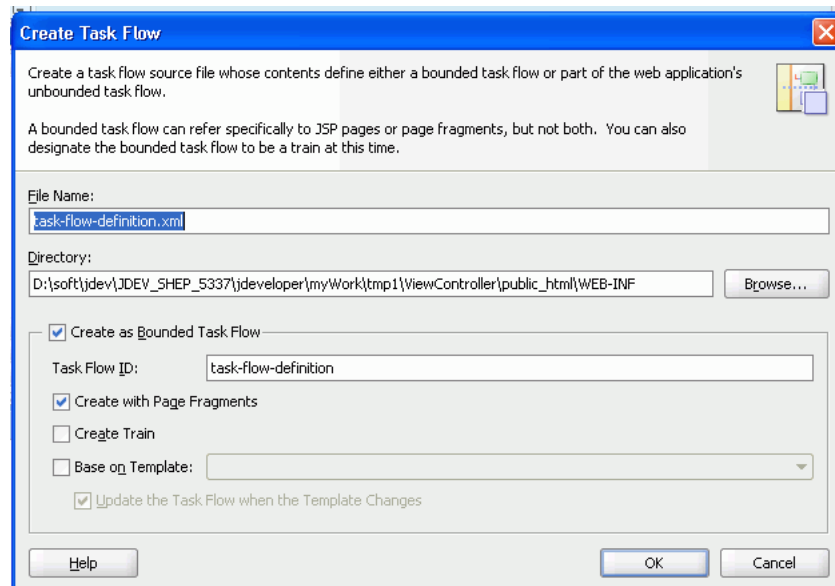 Create Task Flow
Create a task flow source file whose contents define either a bounded task flow or part of the web application's
unbounded task flow.
A bounded task flow can refer specifically to JSP pages or page fragments, but not both. You can also
designate the bounded task flow to be a train at this time.
File Name:
task-flow-definition.xml
Directory:
D:\soft\jdev\JDEV_SHEP_5337\jdeveloper\myWork\tmp1\ViewController\public_html\WEB-INF
Browse...
Create as Bounded Task Flow
Task Flow ID:
task-flow-definition
Create with Page Fragments
Create Train
Base on Template:
Update the Task Flow when the Template Changes
Help
OK
Cancel